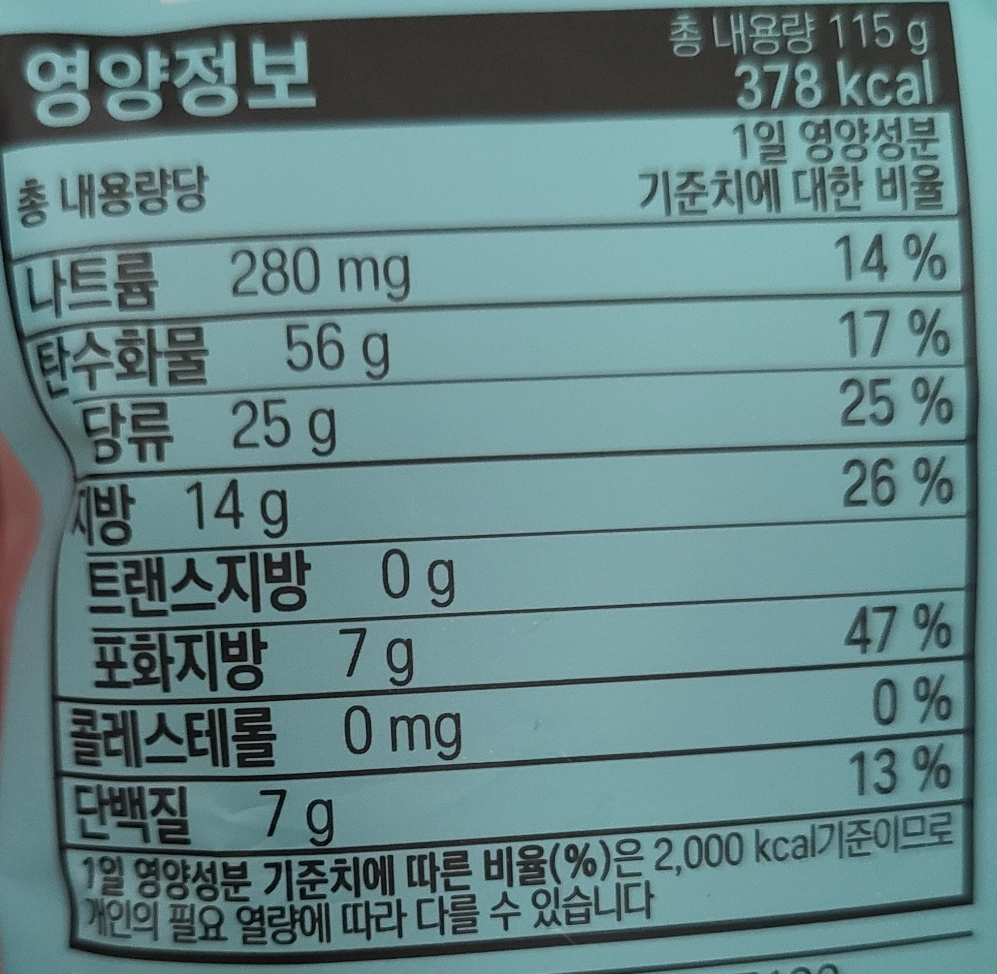 영양정보
총 내용량 115 g
378 kcal
총 내용량당
1일 영양성분
기준치에 대한 비율
나트륨 280 mg 14 %
탄수화물 56 g 17 %
당류 25 g 25 %
지방 14 g 26 %
트랜스지방 0 g
포화지방 7 g 47 %
콜레스테롤 0 mg 0 %
단백질 7 g 13 %
1일 영양성분 기준치에 따른 비율(%)은 2,000 kcal기준이므로
개인의 필요 열량에 따라 다를 수 있습니다